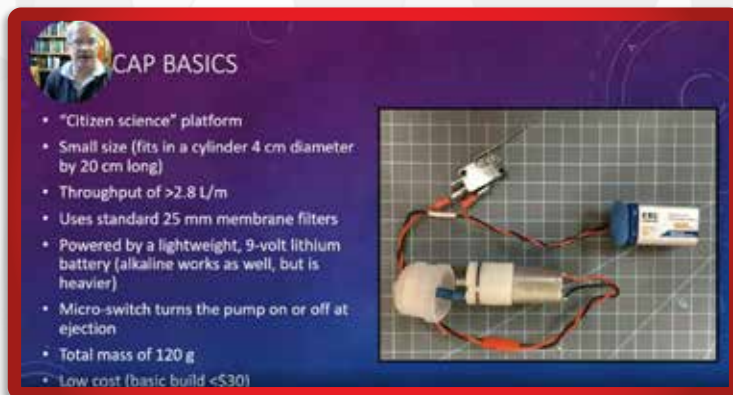 CAP BASICS
• "Citizen science" platform
• Small size (fits in a cylinder 4 cm diameter
by 20 cm long)
• Throughput of >2.8 L/m
• Uses standard 25 mm membrane filters
• Powered by a lightweight, 9-volt lithium
battery (alkaline works as well, but is
heavier)
• Micro-switch turns the pump on or off at
ejection
• Total mass of 120 g
• Low cost (basic build <$30)